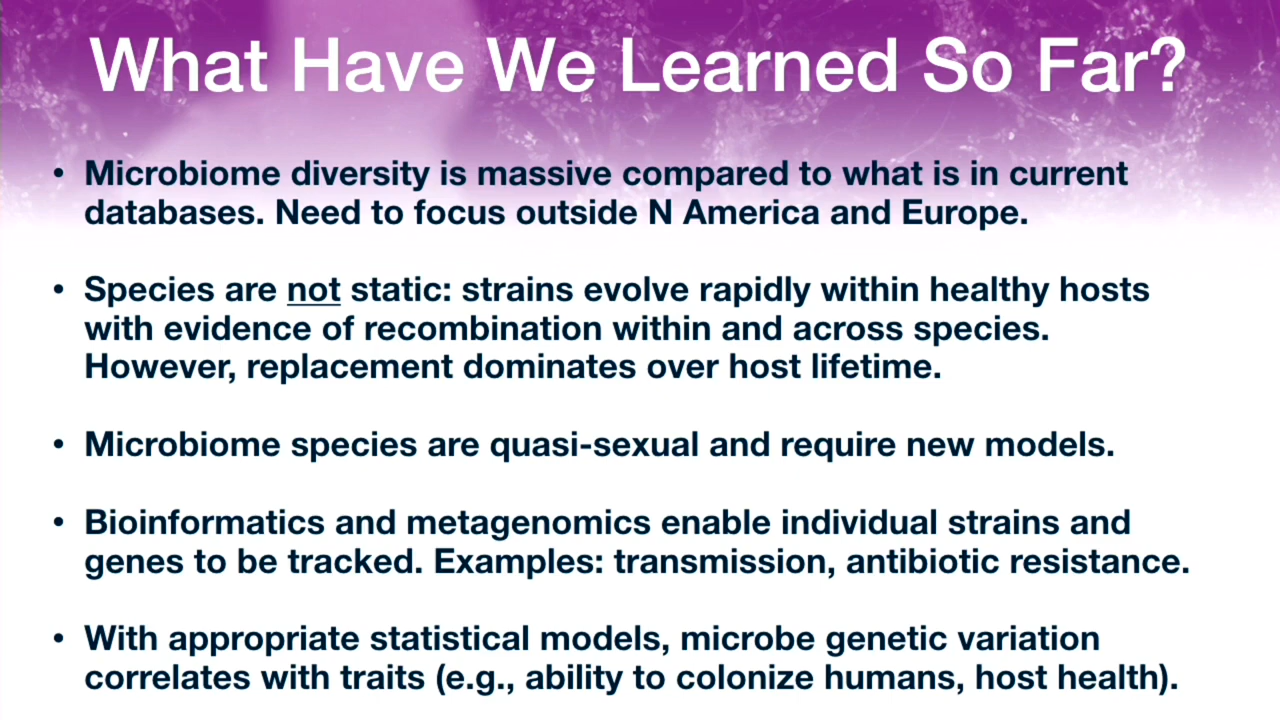 What Have We Learned So Far?
• Microbiome diversity is massive compared to what is in current
databases. Need to focus outside N America and Europe.
• Species are not static: strains evolve rapidly within healthy hosts
with evidence of recombination within and across species.
However, replacement dominates over host lifetime.
• Microbiome species are quasi-sexual and require new models.
• Bioinformatics and metagenomics enable individual strains and
genes to be tracked. Examples: transmission, antibiotic resistance.
• With appropriate statistical models, microbe genetic variation
correlates with traits (e.g., ability to colonize humans, host health).